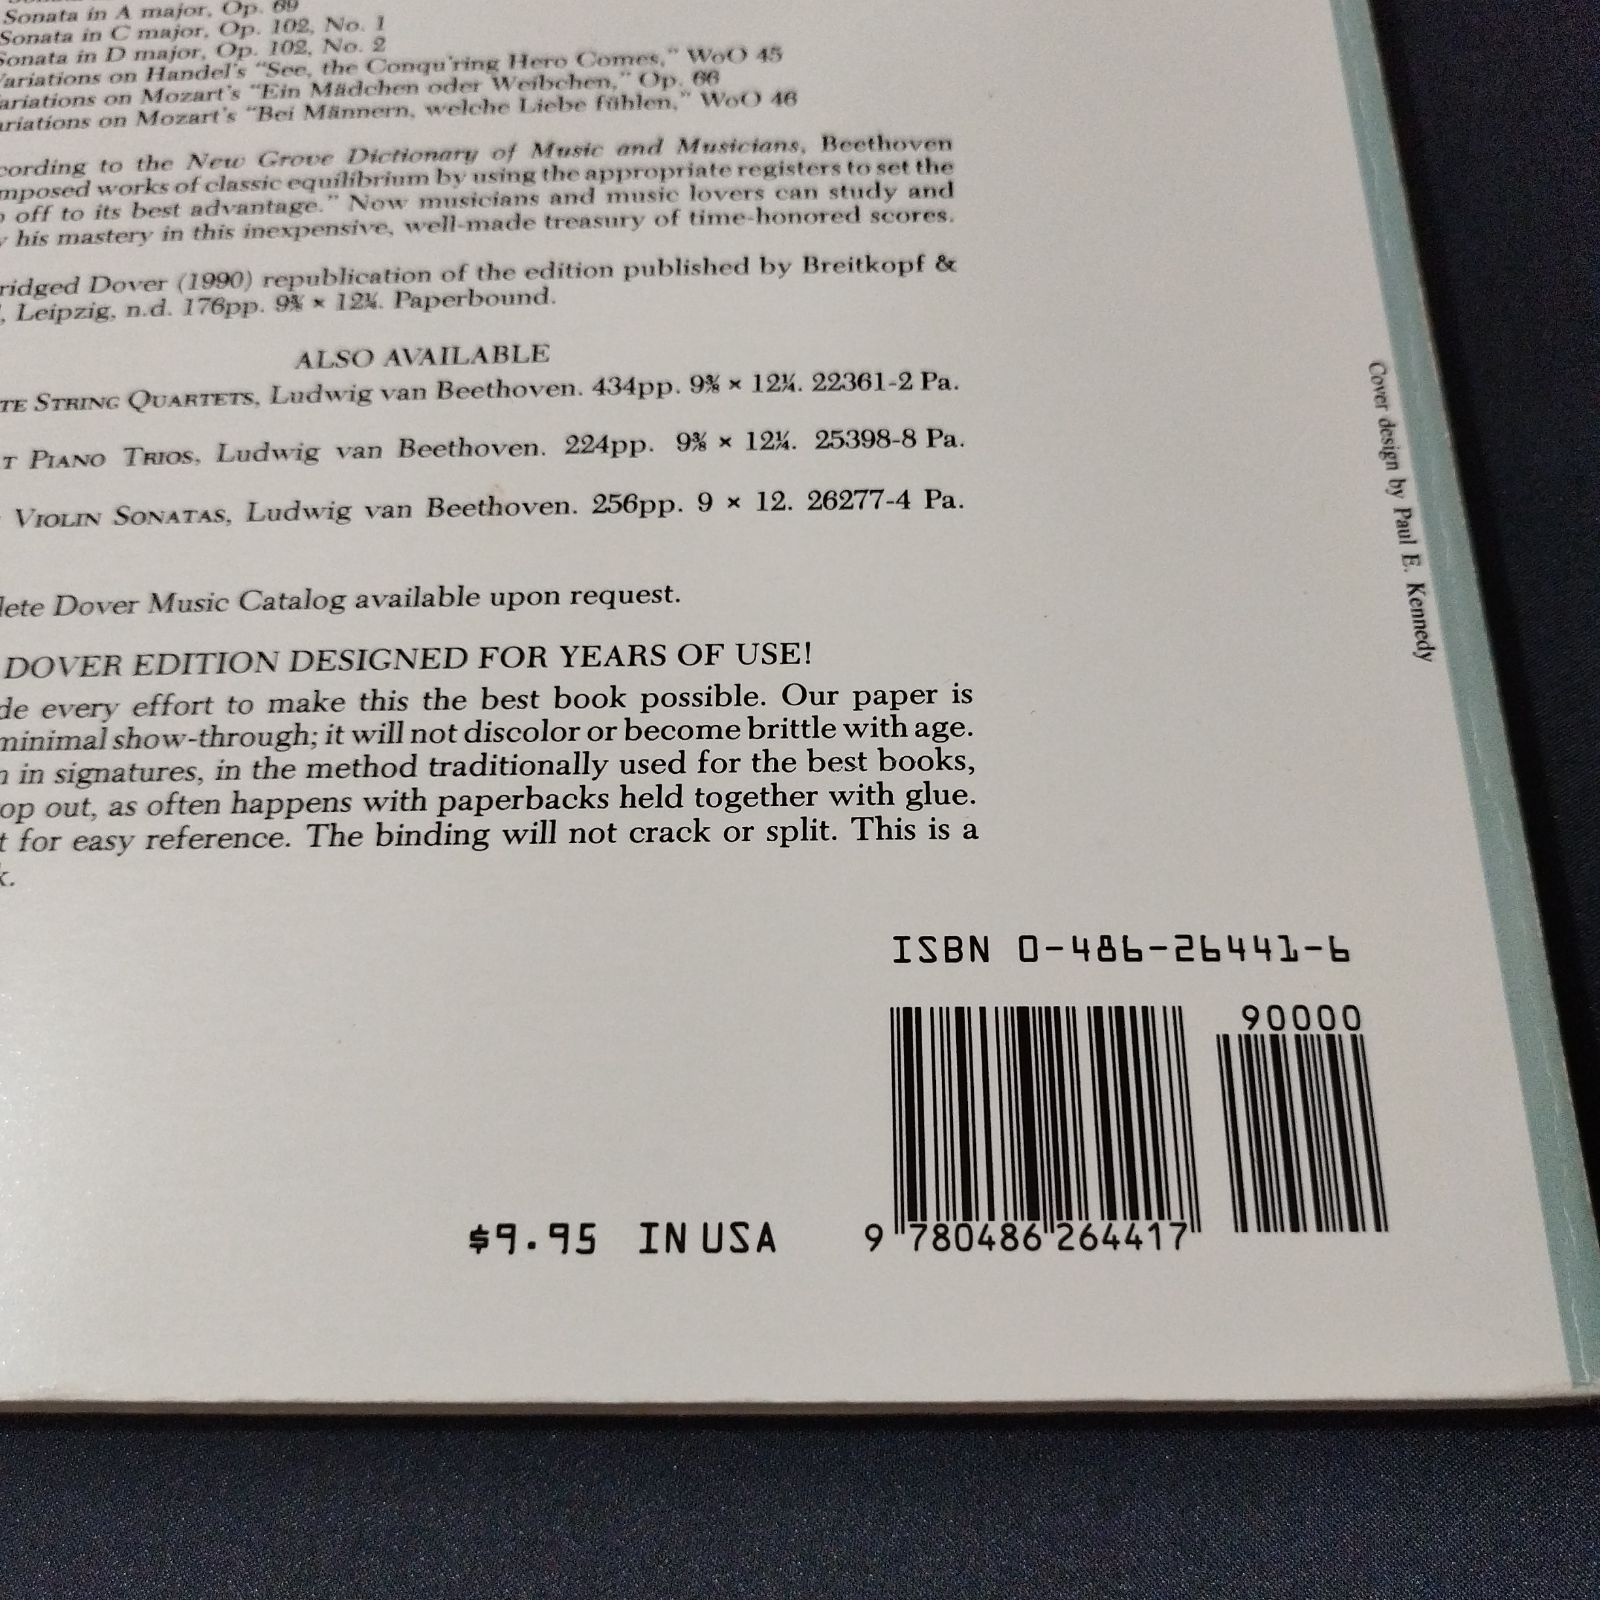 Sonata in A major, Op. 69
Sonata in C major, Op. 102, No. 1
Sonata in D major, Op. 102, No. 2
ariations on Handel's "See, the Conqu'ring Hero Comes," WoO 45
ariations on Mozart's "Ein Mädchen oder Weibchen," Op. 66
ariations on Mozart's "Bei Männern, welche Liebe fühlen," WoO 46
cording to the New Grove Dictionary of Music and Musicians, Beethoven
mposed works of classic equilibrium by using the appropriate registers to set the
off to its best advantage." Now musicians and music lovers can study and
his mastery in this inexpensive, well-made treasury of time-honored scores.
ridged Dover (1990) republication of the edition published by Breitkopf &
, Leipzig, n.d. 176pp. 9⅜ × 12¼. Paperbound.
ALSO AVAILABLE
TE STRING QUARTETS, Ludwig van Beethoven. 434pp. 9⅜ × 12¼. 22361-2 Pa.
T PIANO TRIOS, Ludwig van Beethoven. 224pp. 9⅜ × 12¼. 25398-8 Pa.
VIOLIN SONATAS, Ludwig van Beethoven. 256pp. 9 × 12. 26277-4 Pa.
lete Dover Music Catalog available upon request.
DOVER EDITION DESIGNED FOR YEARS OF USE!
de every effort to make this the best book possible. Our paper is
minimal show-through; it will not discolor or become brittle with age.
n in signatures, in the method traditionally used for the best books,
op out, as often happens with paperbacks held together with glue.
t for easy reference. The binding will not crack or split. This is a
k.
Cover design by Paul E. Kennedy
ISBN 0-486-26441-6
90000
9 780486 264417
$9.95 IN USA